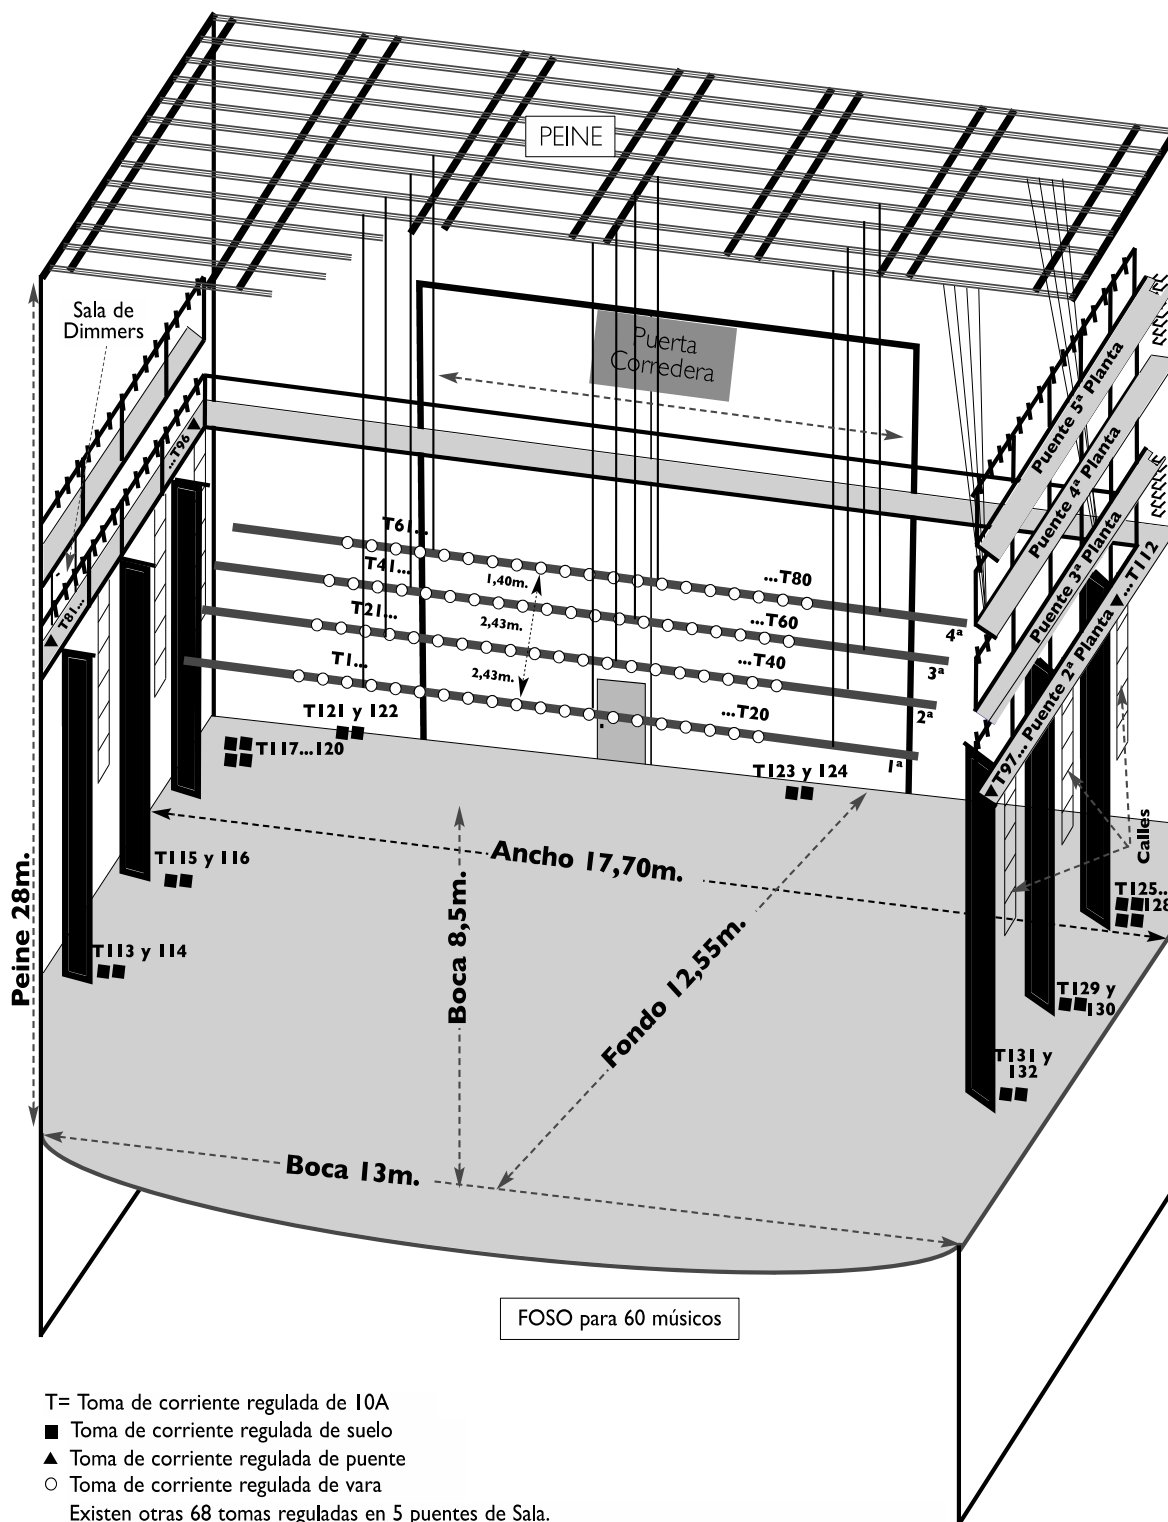 PEINE
Sala de
Dimmers
Puerta
Corredera
Puente 5ª Planta
Puente 4ª Planta
Puente 3ª Planta
T97... Puente 2ª Planta ...T112
...T96
T81...
T61...
...T80
4ª
1,40m.
T41...
...T60
3ª
2,43m.
T21...
...T40
2ª
2,43m.
T1...
...T20
1ª
T121 y 122
T117...120
T123 y 124
T115 y 116
T113 y 114
Calles
T125...
128
T129 y
130
T131 y
132
Ancho 17,70m.
Boca 8,5m.
Fondo 12,55m.
Peine 28m.
Boca 13m.
FOSO para 60 músicos
T= Toma de corriente regulada de 10A
Toma de corriente regulada de suelo
Toma de corriente regulada de puente
Toma de corriente regulada de vara
Existen otras 68 tomas reguladas en 5 puentes de Sala.